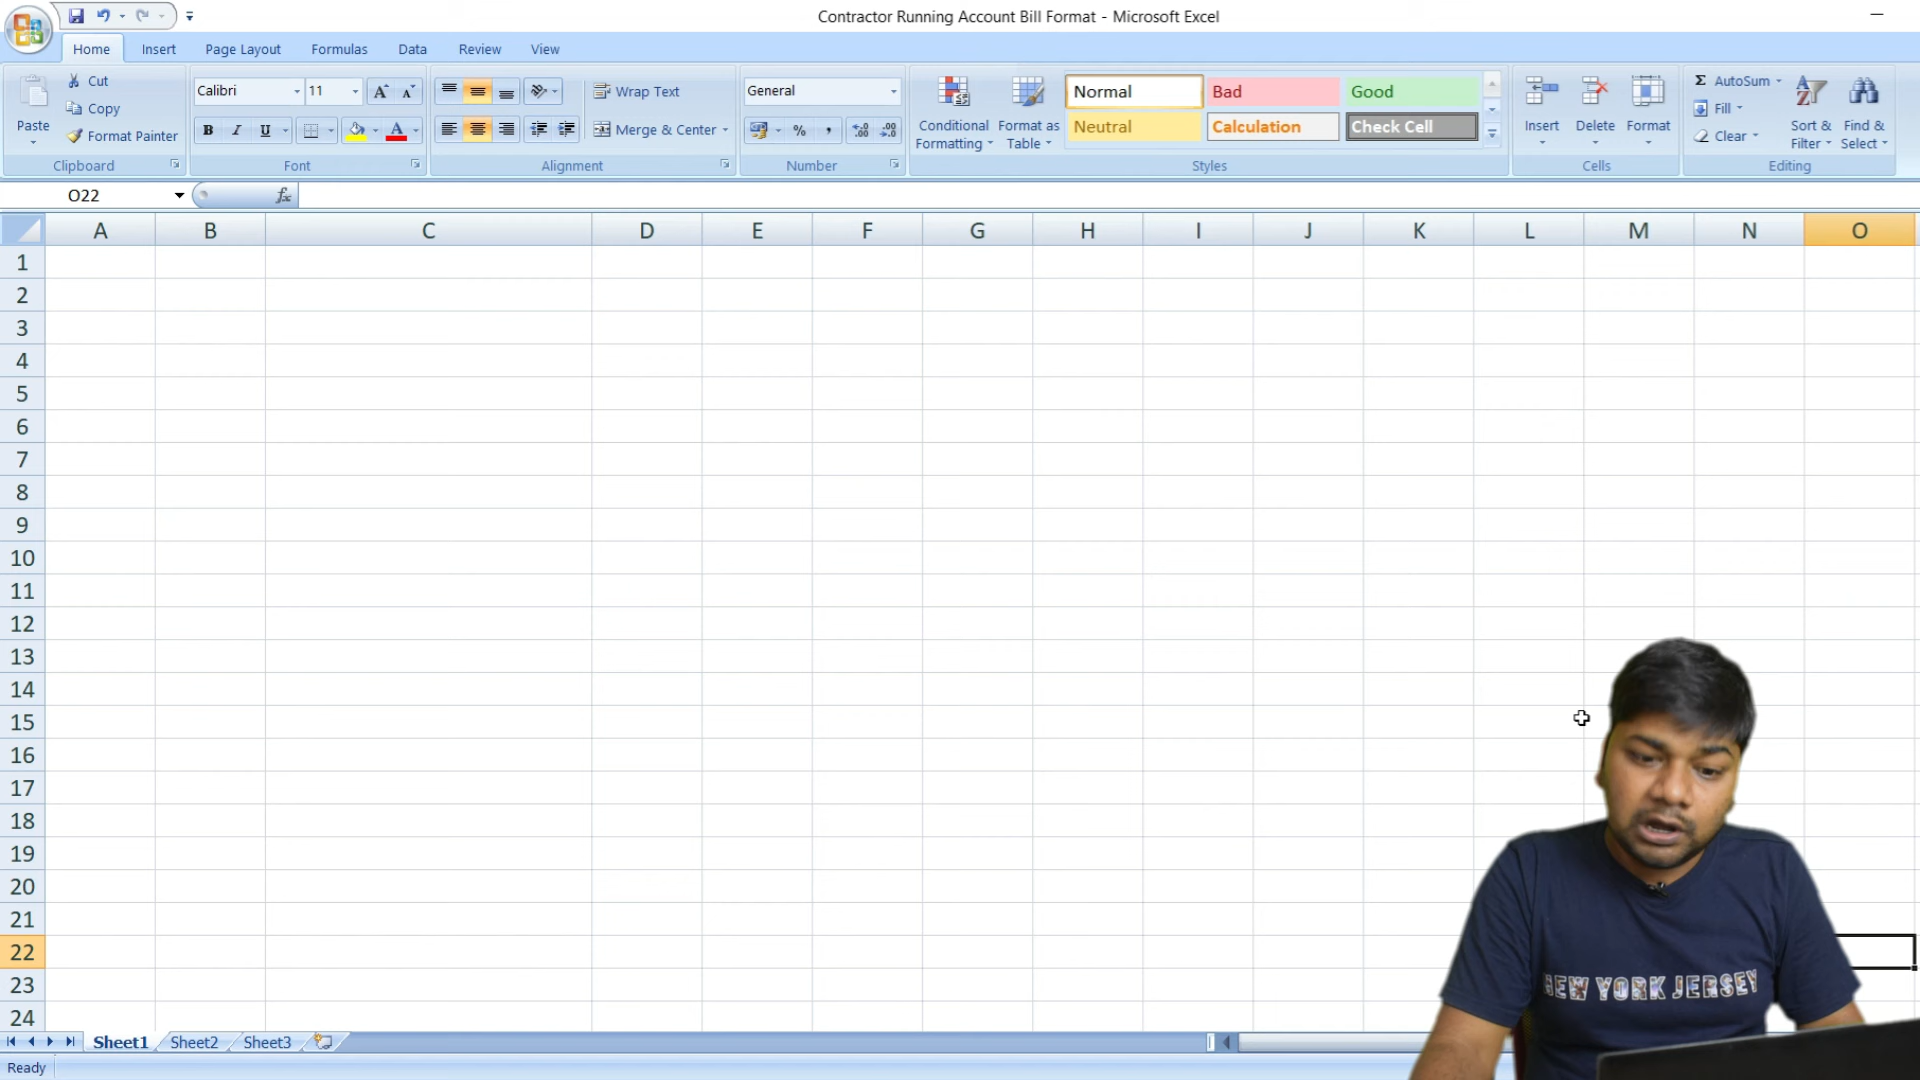 Contractor Running Account Bill Format - Microsoft Excel
Home Insert Page Layout Formulas Data Review View
Paste
Cut
Copy
Format Painter
Clipboard
Calibri 11
B I U
Font
Wrap Text
Merge & Center
Alignment
General
% ,
Number
Conditional Formatting
Format as Table
Normal Bad Good
Neutral Calculation Check Cell
Styles
Insert Delete Format
Cells
Σ AutoSum
Fill
Clear
Sort & Filter
Find & Select
Editing
O22 fx
A B C D E F G H I J K L M N O
1
2
3
4
5
6
7
8
9
10
11
12
13
14
15
16
17
18
19
20
21
22
23
24
NEW YORK JERSEY
Sheet1 Sheet2 Sheet3
Ready